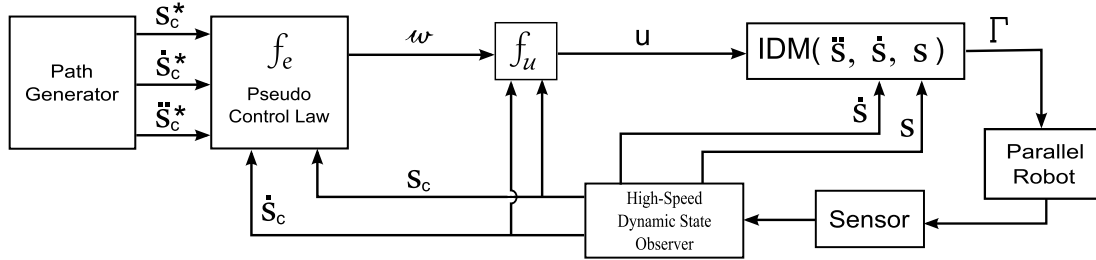 s_c^*
ṡ_c^*
s̈_c^*
Path
Generator
f_e
Pseudo
Control Law
w
f_u
u
IDM( s̈, ṡ, s )
Γ
ṡ
s
s_c
ṡ_c
High-Speed
Dynamic State
Observer
Sensor
Parallel
Robot